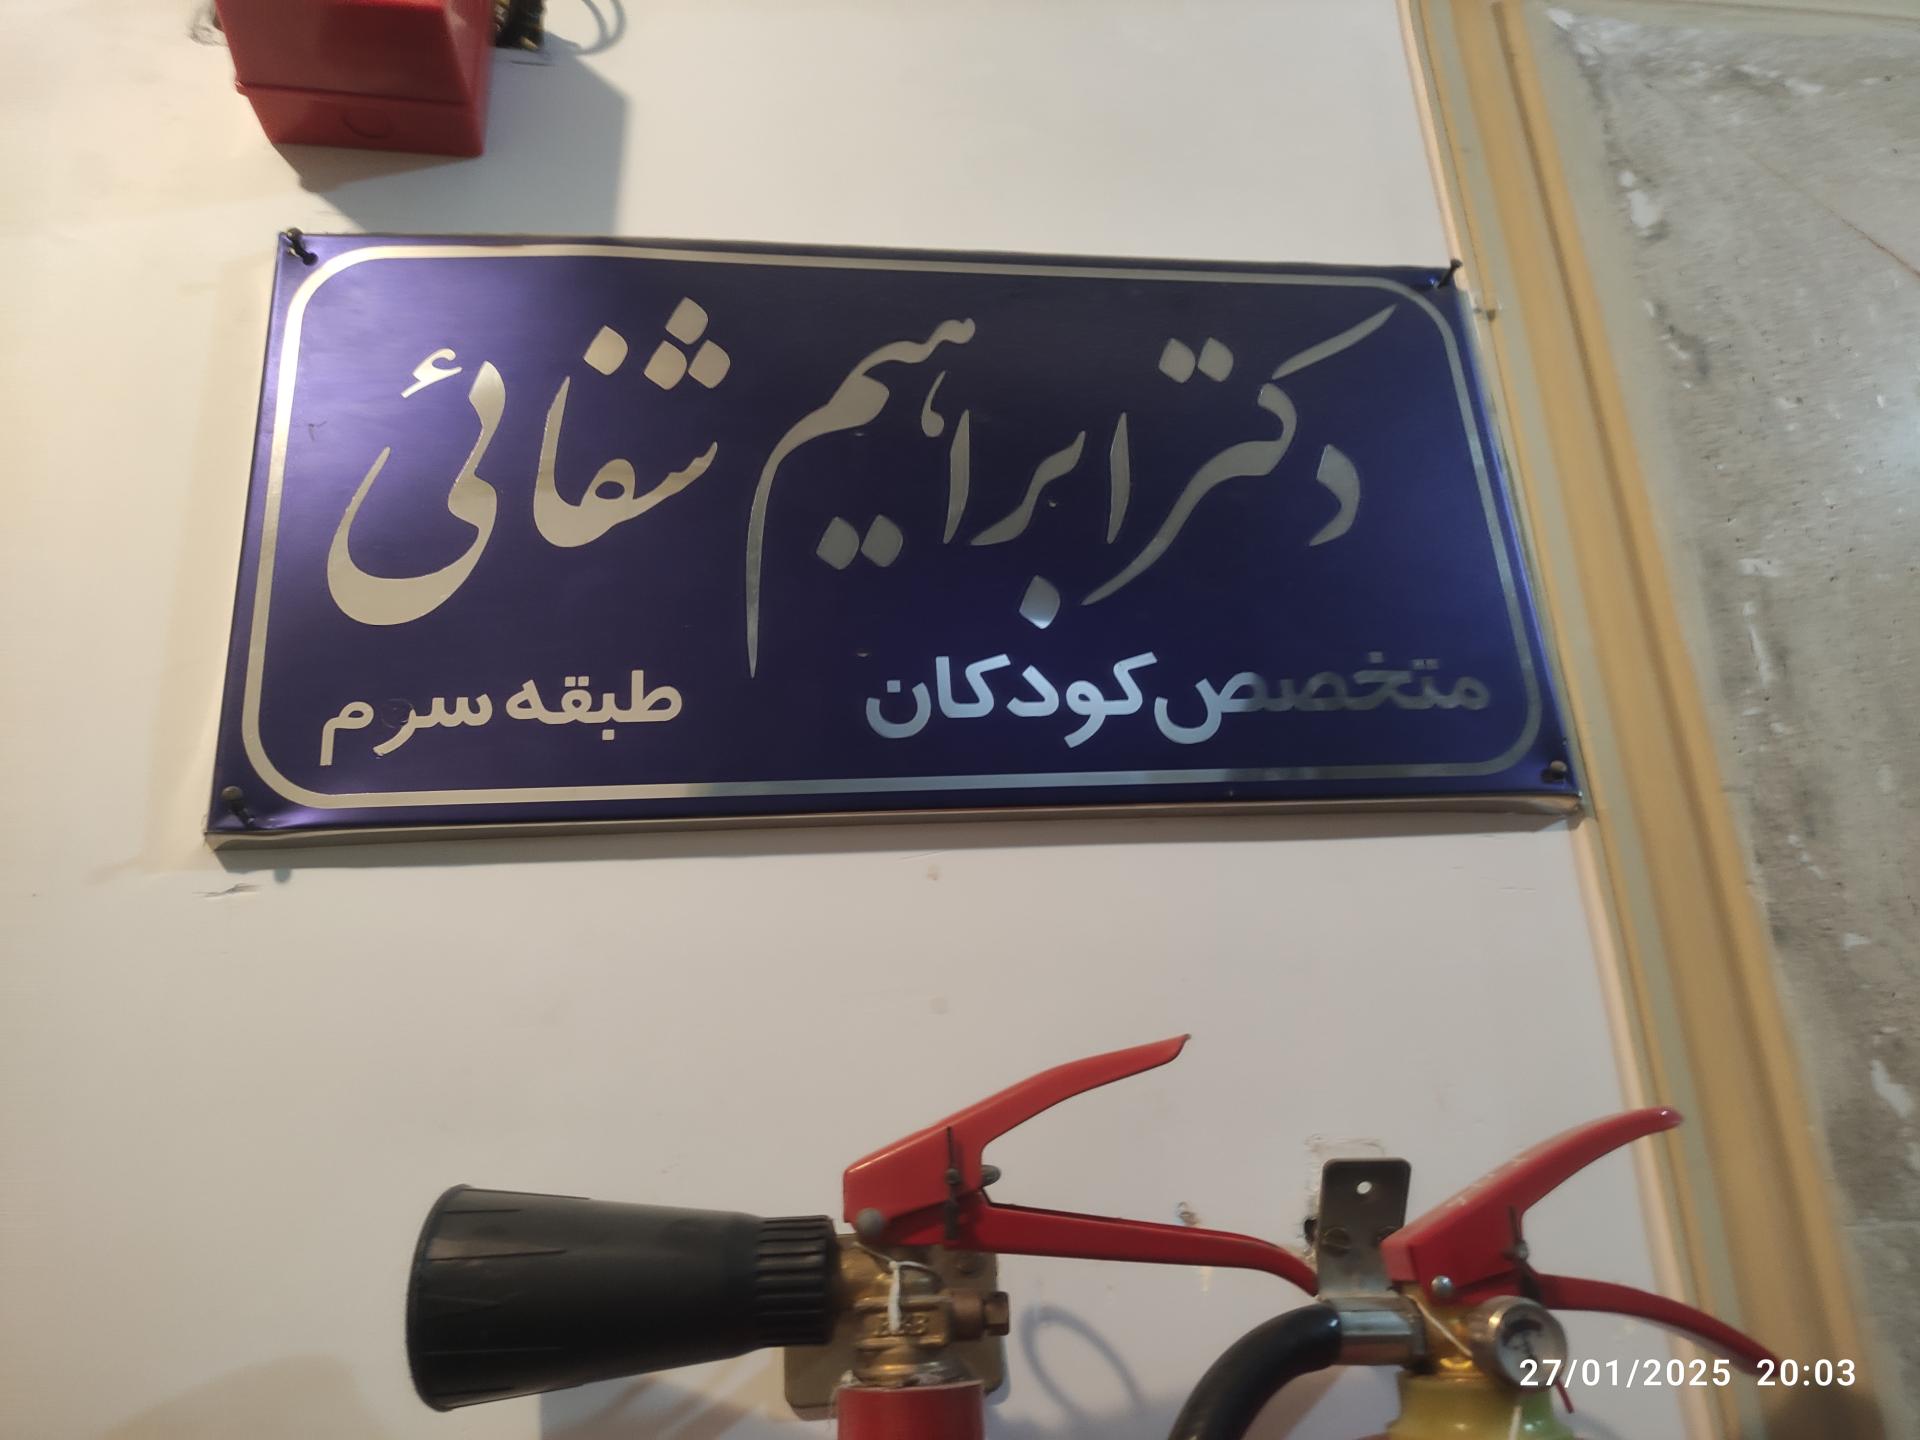 دکتر ابراهیم شفائی
متخصص کودکان
طبقه سوم
27/01/2025 20:03